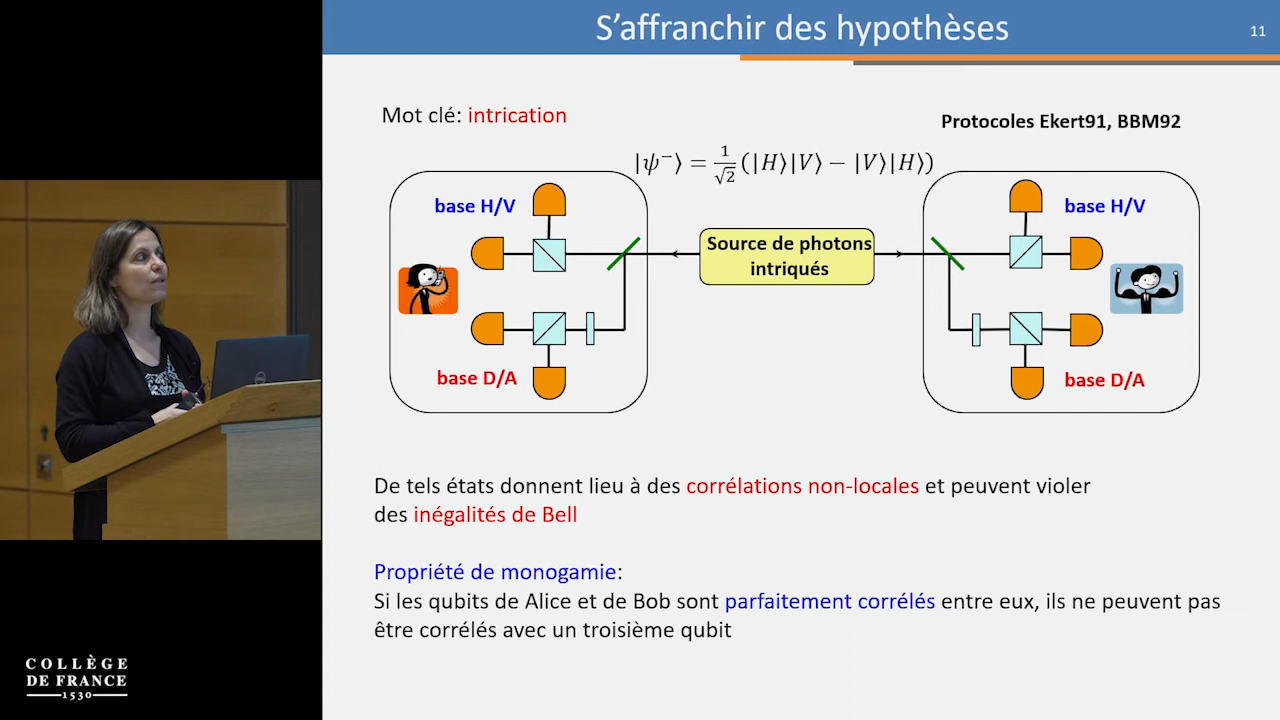 S'affranchir des hypothèses
11
Mot clé: intrication
Protocoles Ekert91, BBM92
|ψ⁻⟩ = 1/√2 (|H⟩|V⟩ − |V⟩|H⟩)
base H/V
base H/V
Source de photons
intriqués
base D/A
base D/A
De tels états donnent lieu à des corrélations non-locales et peuvent violer
des inégalités de Bell
Propriété de monogamie:
Si les qubits de Alice et de Bob sont parfaitement corrélés entre eux, ils ne peuvent pas
être corrélés avec un troisième qubit
COLLÈGE
DE FRANCE
1530